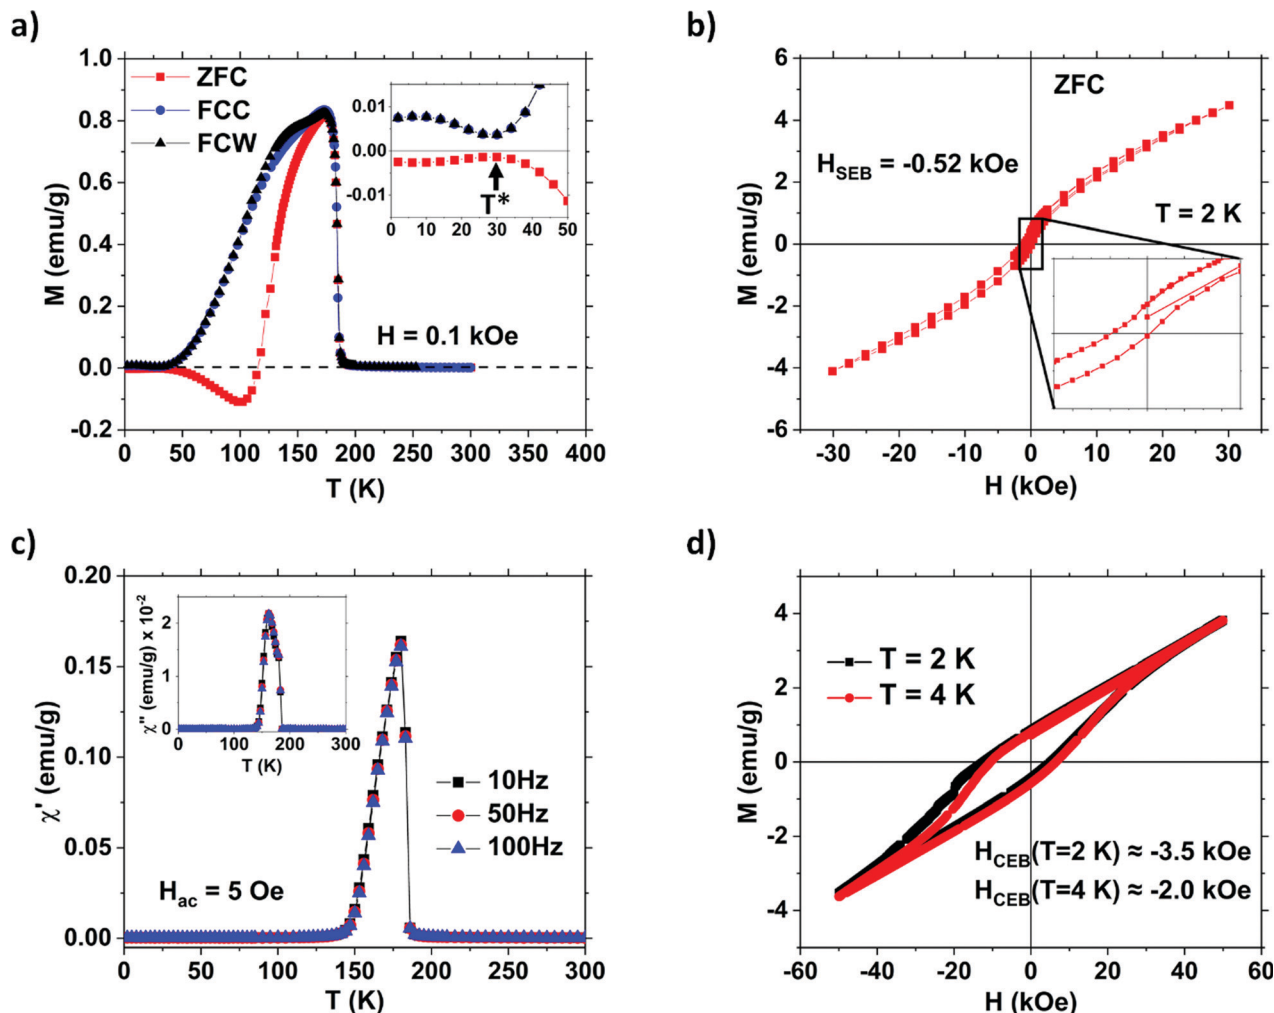 a)
1.0
0.8
0.6
0.4
0.2
0.0
-0.2
M (emu/g)
ZFC
FCC
FCW
0.01
0.00
-0.01
T*
0 10 20 30 40 50
H = 0.1 kOe
0 50 100 150 200 250 300 350 400
T (K)
b)
6
4
2
0
-2
-4
-6
M (emu/g)
ZFC
H_SEB = -0.52 kOe
T = 2 K
-30 -20 -10 0 10 20 30
H (kOe)
c)
0.20
0.15
0.10
0.05
0.00
χ' (emu/g)
2
1
0
χ'' (emu/g) x 10⁻²
0 100 200 300
T (K)
10Hz
50Hz
100Hz
H_ac = 5 Oe
0 50 100 150 200 250 300
T (K)
d)
4
2
0
-2
-4
M (emu/g)
T = 2 K
T = 4 K
H_CEB(T=2 K) ≈ -3.5 kOe
H_CEB(T=4 K) ≈ -2.0 kOe
-60 -40 -20 0 20 40 60
H (kOe)